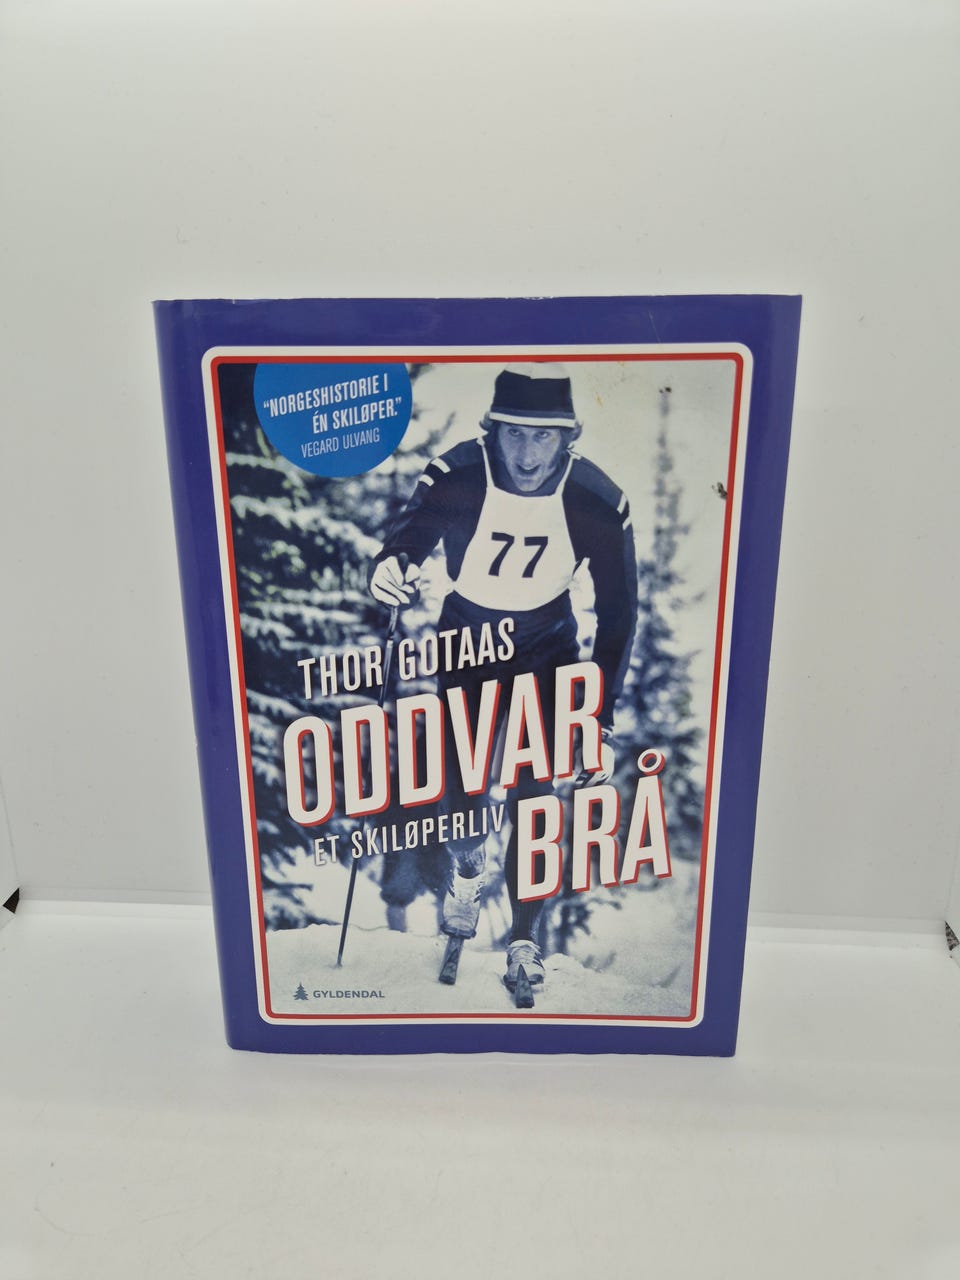 “NORGESHISTORIE I
ÉN SKILØPER.”
VEGARD ULVANG
77
THOR GOTAAS
ODDVAR
BRÅ
ET SKILØPERLIV
GYLDENDAL